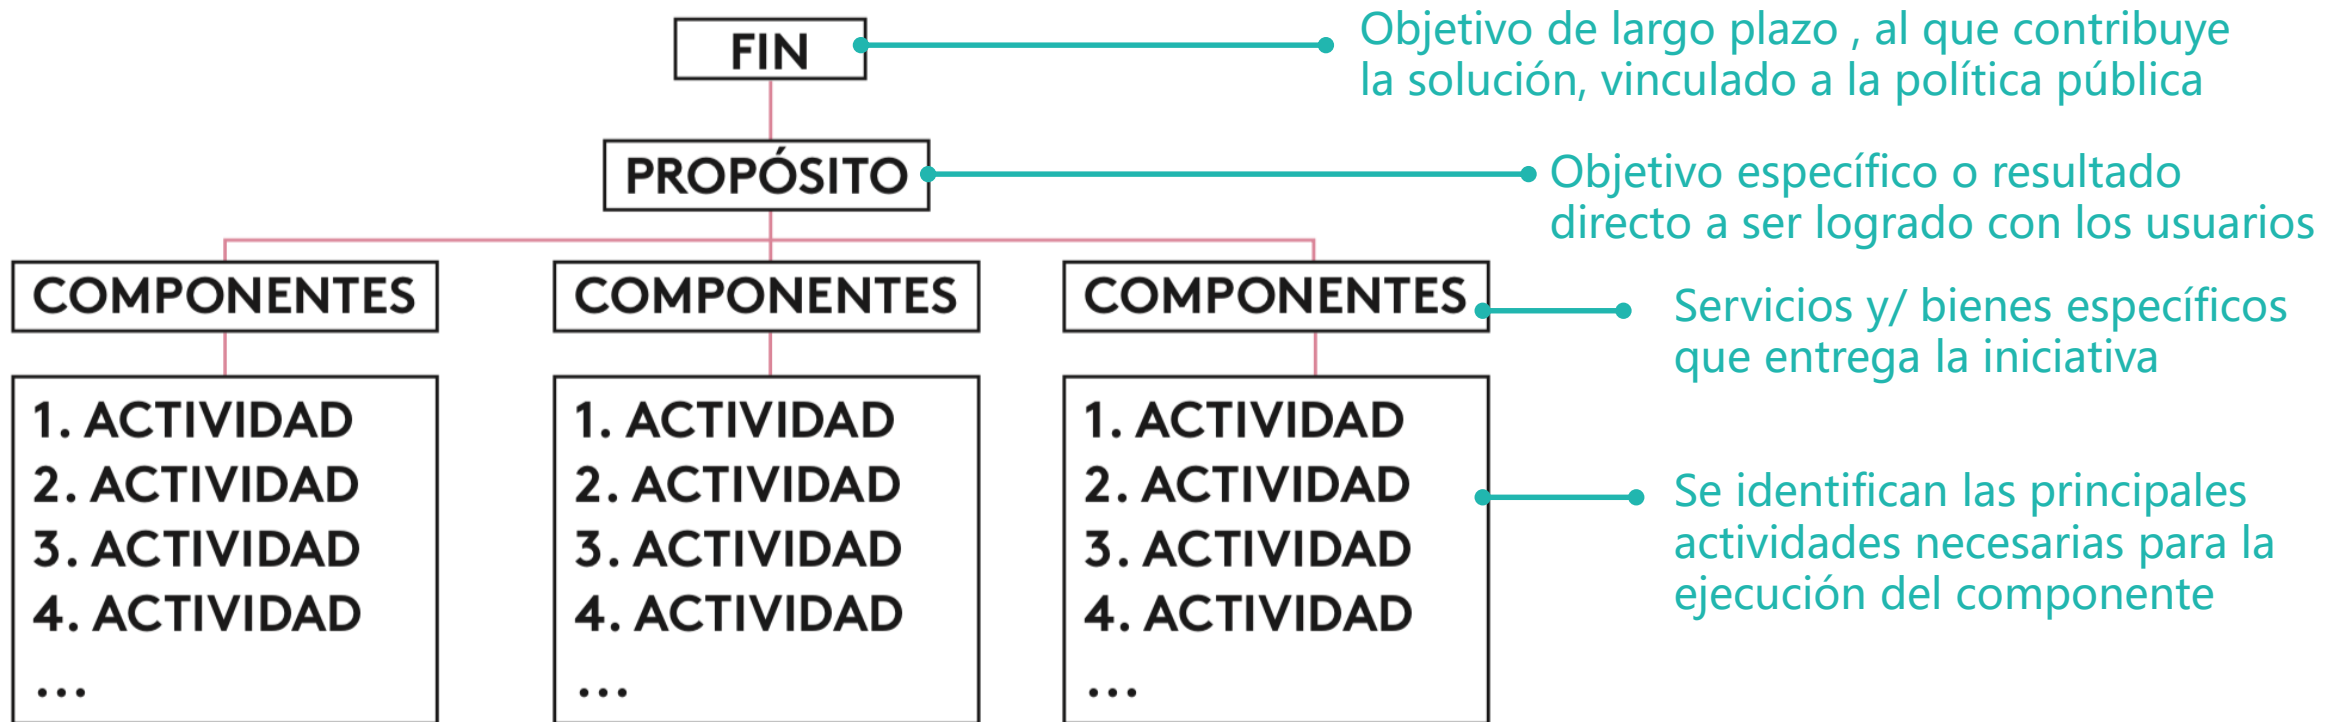 FIN
Objetivo de largo plazo , al que contribuye
la solución, vinculado a la política pública
PROPÓSITO
Objetivo específico o resultado
directo a ser logrado con los usuarios
COMPONENTES
COMPONENTES
COMPONENTES
Servicios y/ bienes específicos
que entrega la iniciativa
1. ACTIVIDAD
2. ACTIVIDAD
3. ACTIVIDAD
4. ACTIVIDAD
...
1. ACTIVIDAD
2. ACTIVIDAD
3. ACTIVIDAD
4. ACTIVIDAD
...
1. ACTIVIDAD
2. ACTIVIDAD
3. ACTIVIDAD
4. ACTIVIDAD
...
Se identifican las principales
actividades necesarias para la
ejecución del componente